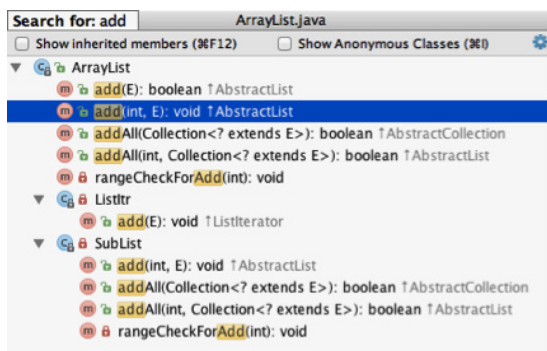 Search for: add ArrayList.java
Show inherited members (⌘F12) Show Anonymous Classes (⌘I)
ArrayList
add(E): boolean ↑AbstractList
add(int, E): void ↑AbstractList
addAll(Collection<? extends E>): boolean ↑AbstractCollection
addAll(int, Collection<? extends E>): boolean ↑AbstractList
rangeCheckForAdd(int): void
ListItr
add(E): void ↑ListIterator
SubList
add(int, E): void ↑AbstractList
addAll(Collection<? extends E>): boolean ↑AbstractCollection
addAll(int, Collection<? extends E>): boolean ↑AbstractList
rangeCheckForAdd(int): void